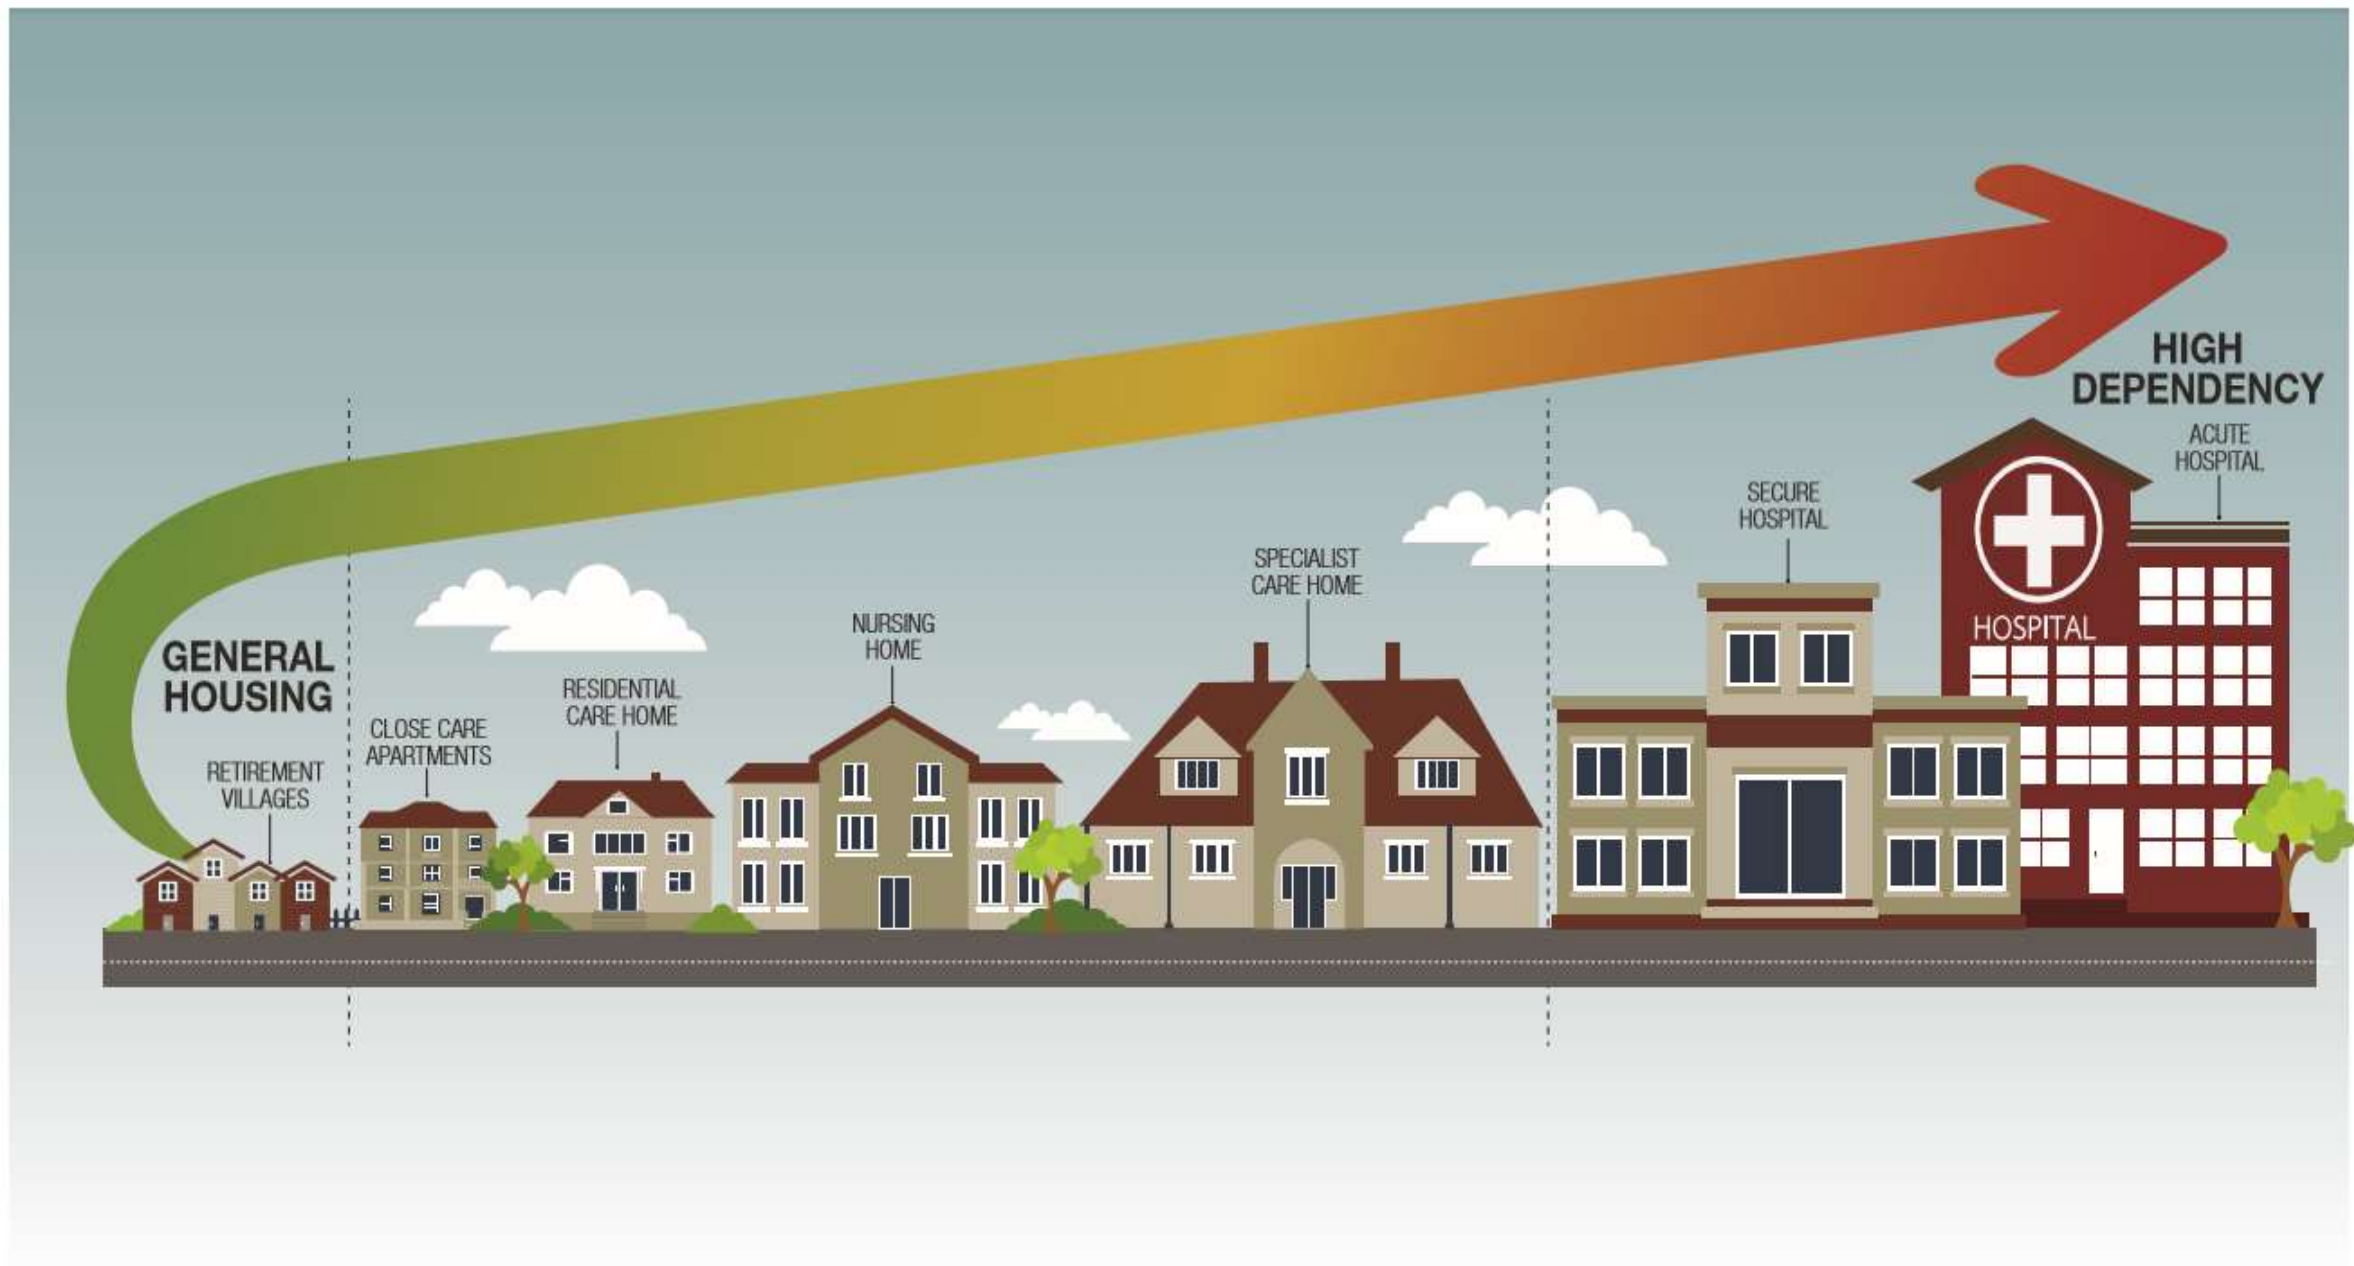 GENERAL
HOUSING
RETIREMENT
VILLAGES
CLOSE CARE
APARTMENTS
RESIDENTIAL
CARE HOME
NURSING
HOME
SPECIALIST
CARE HOME
SECURE
HOSPITAL
HIGH
DEPENDENCY
ACUTE
HOSPITAL
HOSPITAL